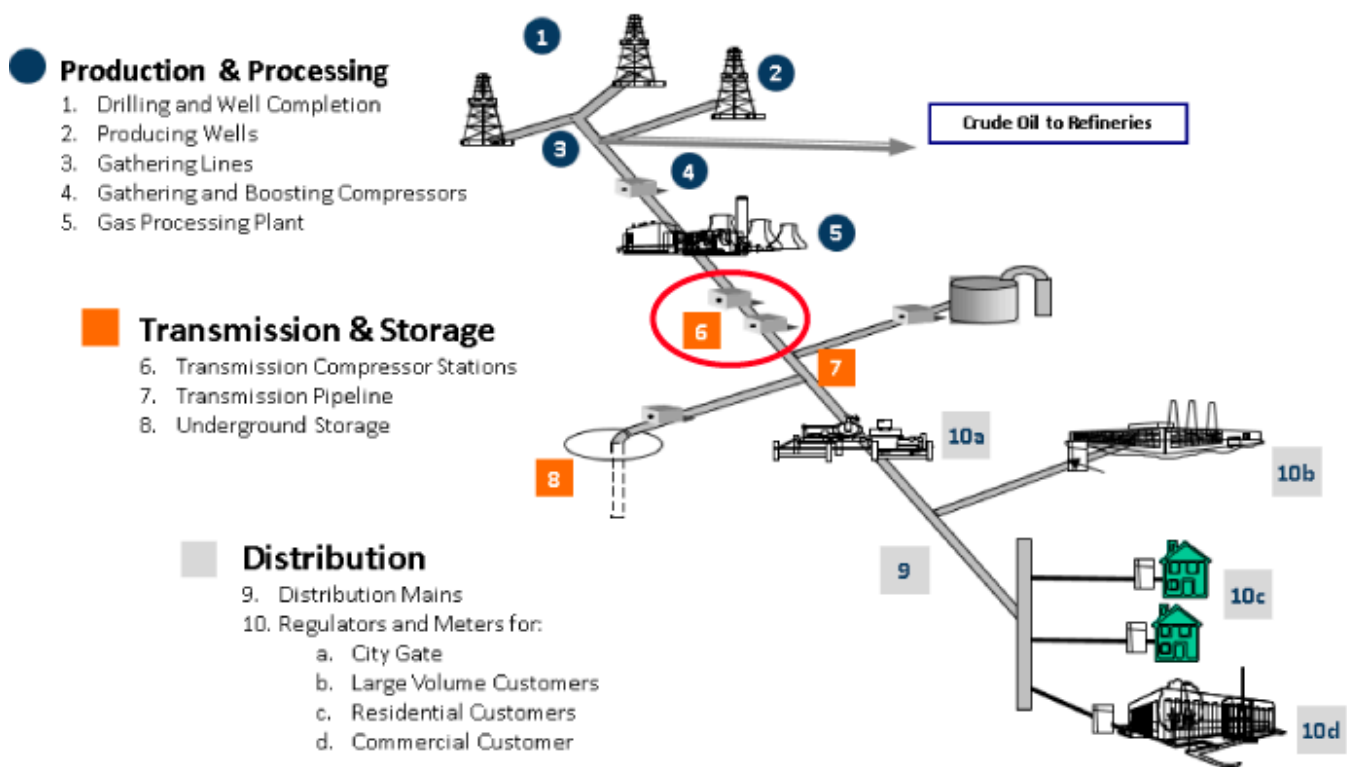 Production & Processing
1. Drilling and Well Completion
2. Producing Wells
3. Gathering Lines
4. Gathering and Boosting Compressors
5. Gas Processing Plant
Transmission & Storage
6. Transmission Compressor Stations
7. Transmission Pipeline
8. Underground Storage
Distribution
9. Distribution Mains
10. Regulators and Meters for:
a. City Gate
b. Large Volume Customers
c. Residential Customers
d. Commercial Customer
1
2
Crude Oil to Refineries
3
4
5
6
7
8
10a
10b
9
10c
10d